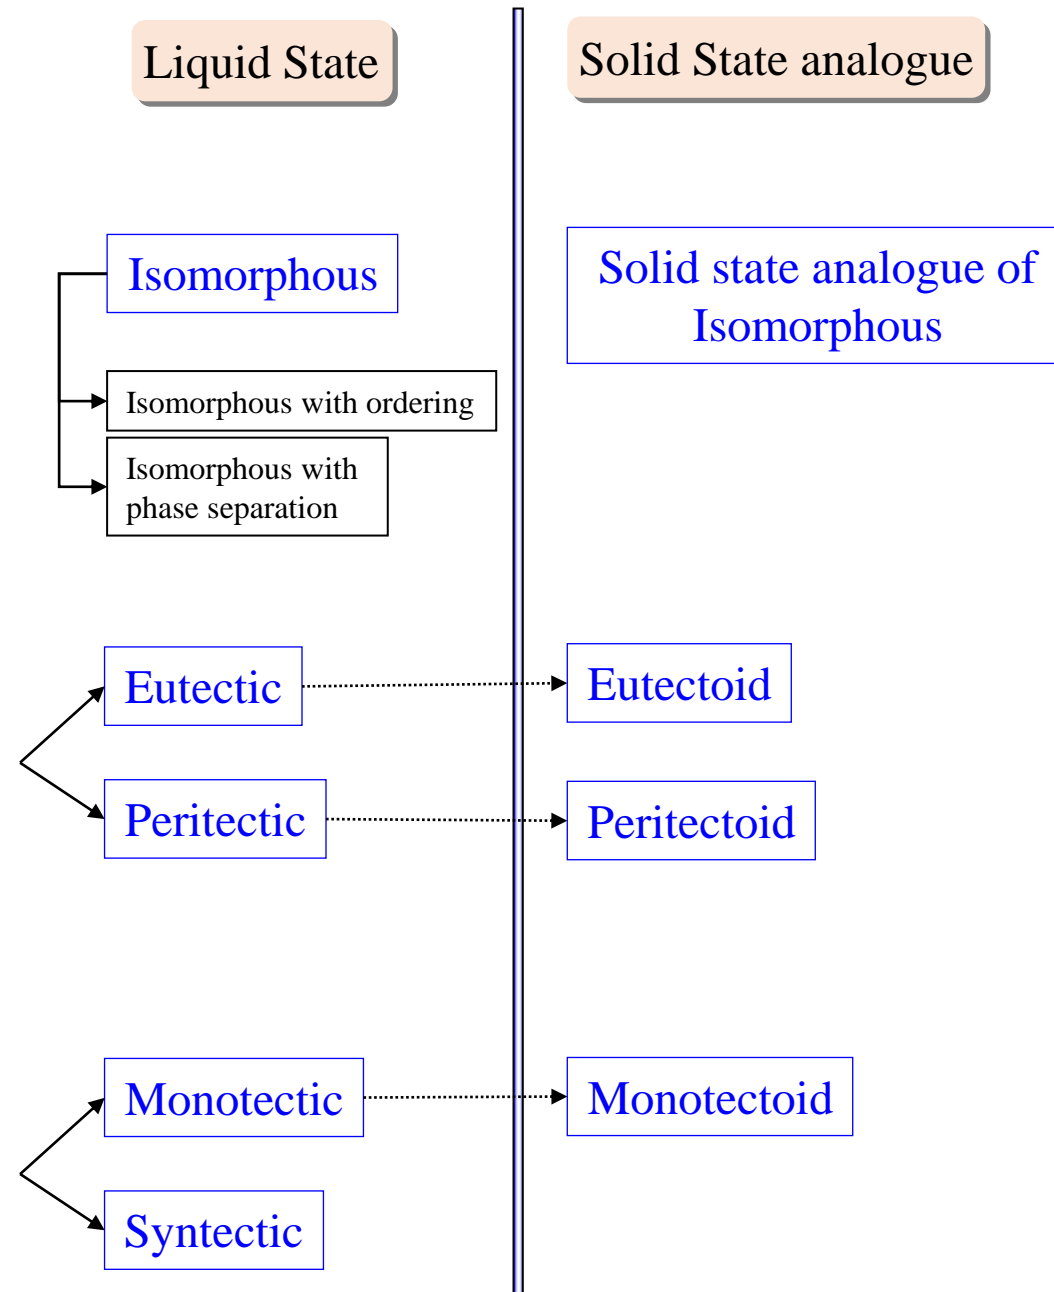 Liquid State
Solid State analogue
Isomorphous
Solid state analogue of
Isomorphous
Isomorphous with ordering
Isomorphous with
phase separation
Eutectic
Eutectoid
Peritectic
Peritectoid
Monotectic
Monotectoid
Syntectic